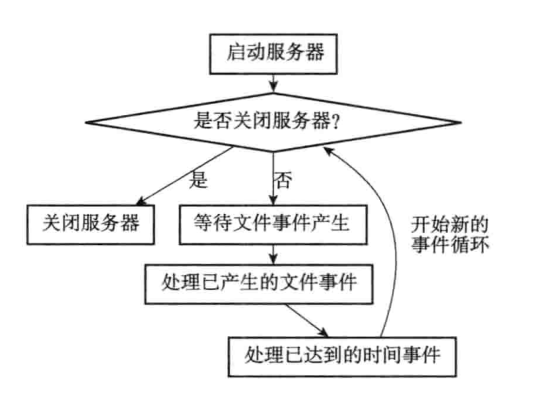 启动服务器
是否关闭服务器?
是
否
关闭服务器
等待文件事件产生
开始新的
事件循环
处理已产生的文件事件
处理已达到的时间事件